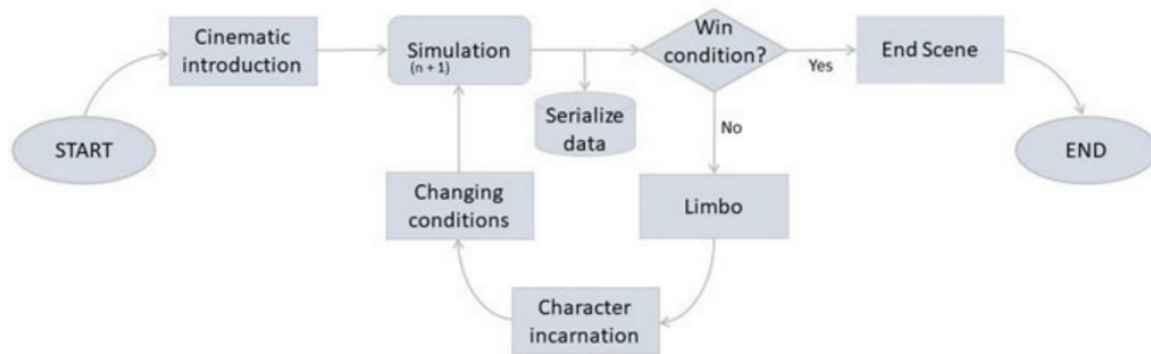 START
Cinematic
introduction
Simulation
(n + 1)
Serialize
data
Win
condition?
Yes
End Scene
END
No
Limbo
Character
incarnation
Changing
conditions